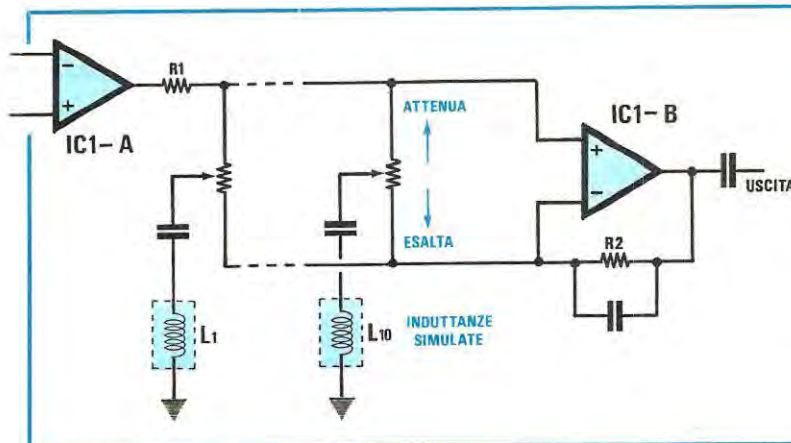 R1
−
+
IC1-A
ATTENUA
IC1-B
+
−
USCITA
ESALTA
R2
L1
L10
INDUTTANZE
SIMULATE